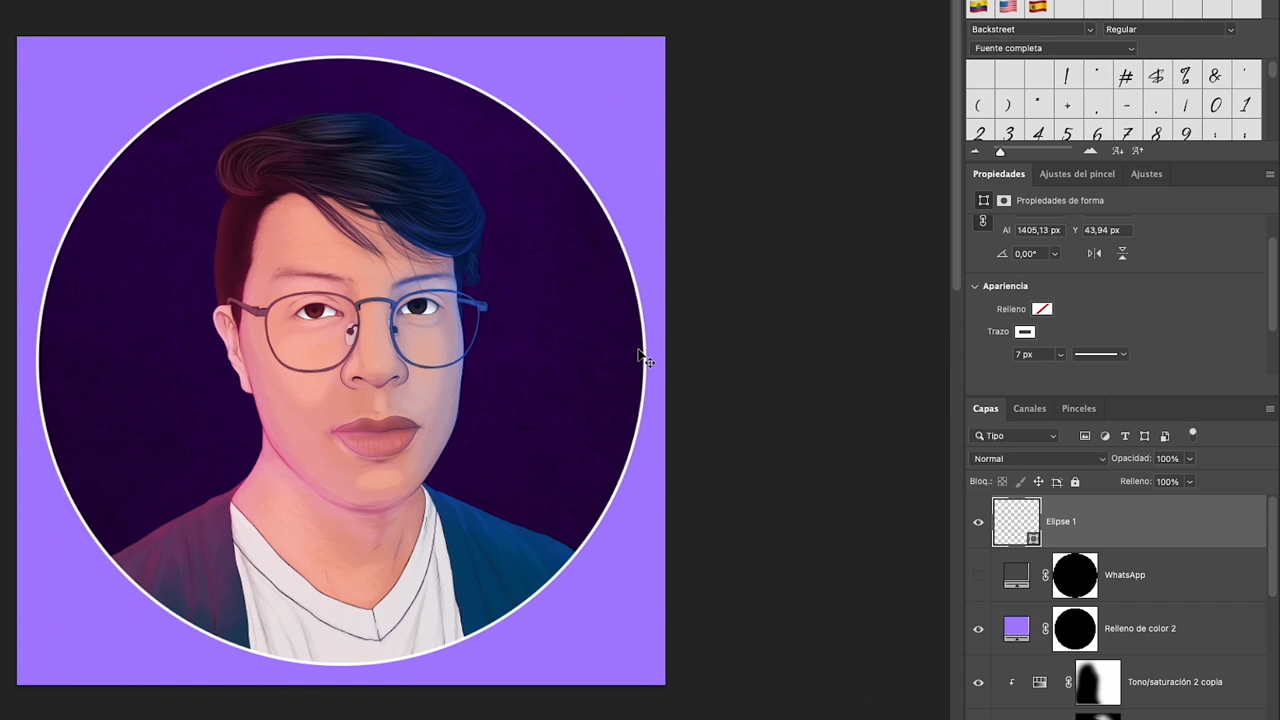 Backstreet Regular
Fuente completa
! " # $ % & '
( ) * + , - . / 0 1
2 3 4 5 6 7 8 9 : ;
Propiedades Ajustes del pincel Ajustes
Propiedades de forma
Al 1405,13 px Y 43,94 px
0,00°
Apariencia
Relleno
Trazo
7 px
Capas Canales Pinceles
Tipo
Normal Opacidad: 100%
Bloq.: Relleno: 100%
Elipse 1
WhatsApp
Relleno de color 2
Tono/saturación 2 copia